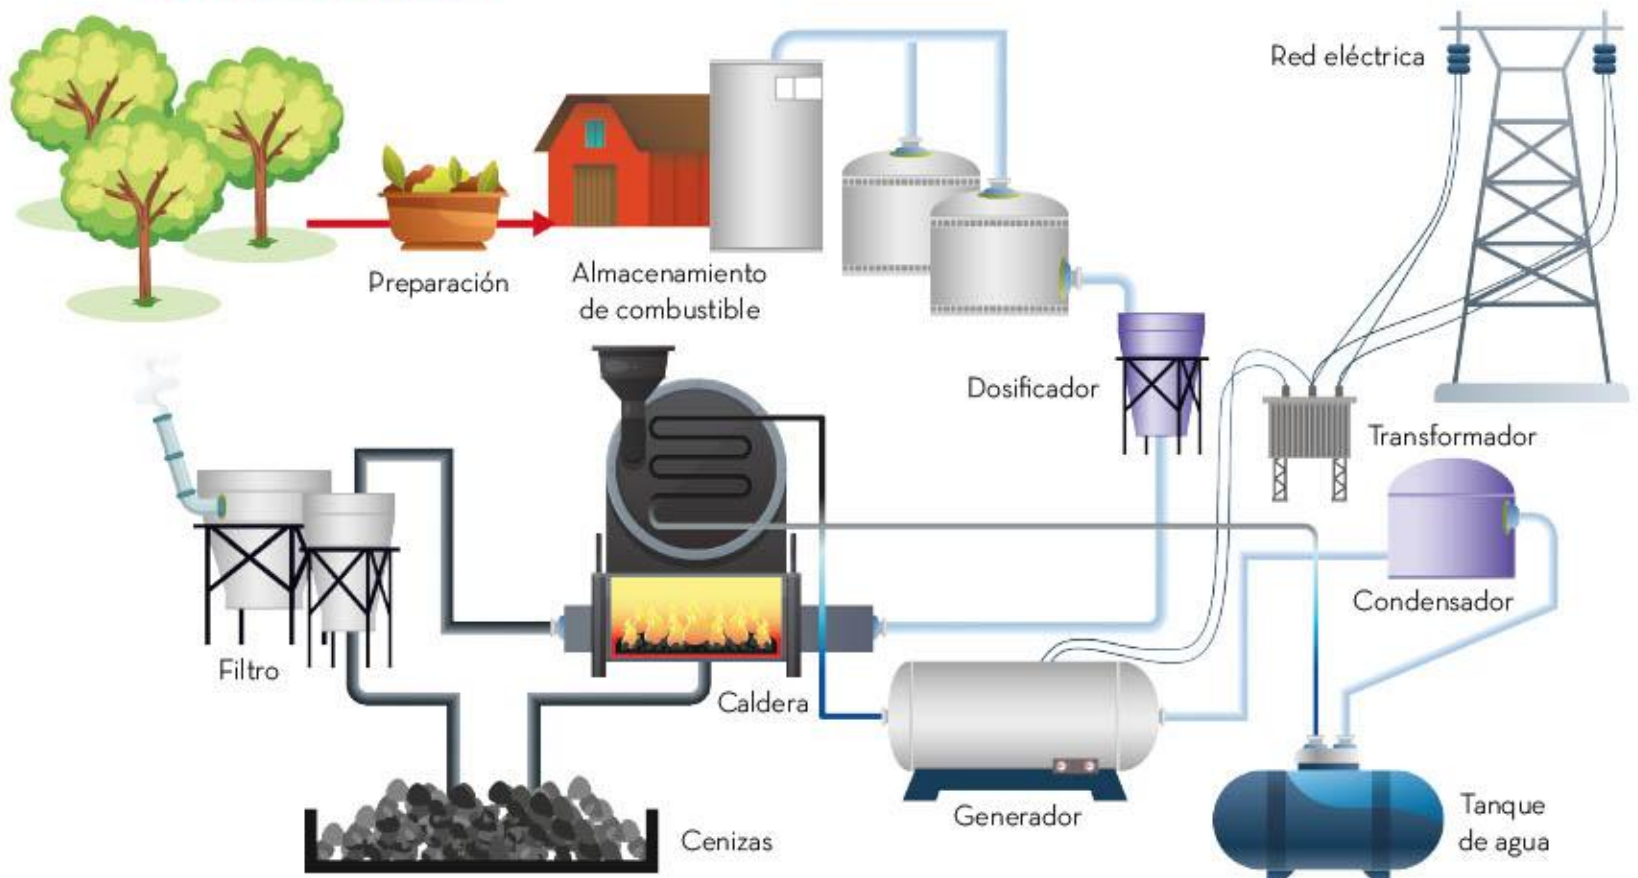 Red eléctrica
Preparación
Almacenamiento
de combustible
Dosificador
Transformador
Condensador
Filtro
Caldera
Generador
Tanque
de agua
Cenizas